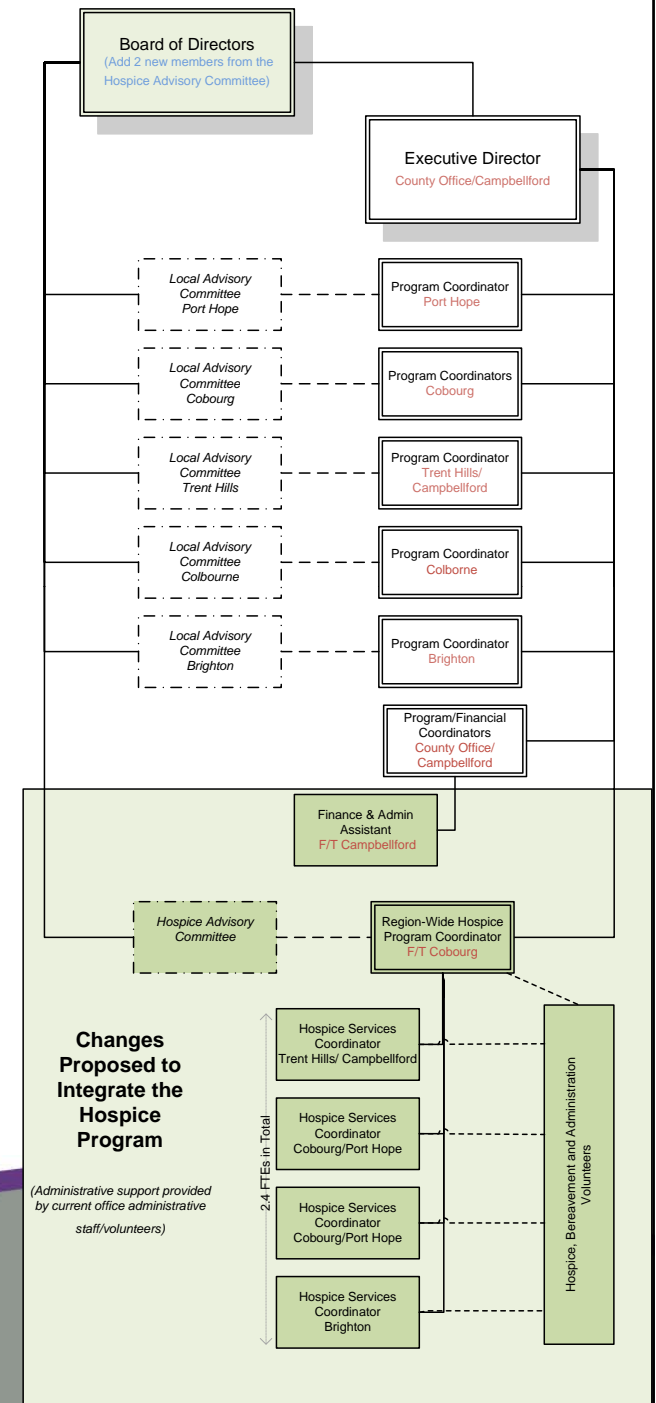 Board of Directors
(Add 2 new members from the
Hospice Advisory Committee)
Executive Director
County Office/Campbellford
Local Advisory
Committee
Port Hope
Program Coordinator
Port Hope
Local Advisory
Committee
Cobourg
Program Coordinators
Cobourg
Local Advisory
Committee
Trent Hills
Program Coordinator
Trent Hills/
Campbellford
Local Advisory
Committee
Colbourne
Program Coordinator
Colborne
Local Advisory
Committee
Brighton
Program Coordinator
Brighton
Program/Financial
Coordinators
County Office/
Campbellford
Finance & Admin
Assistant
F/T Campbellford
Hospice Advisory
Committee
Region-Wide Hospice
Program Coordinator
F/T Cobourg
Changes
Proposed to
Integrate the
Hospice
Program
(Administrative support provided
by current office administrative
staff/volunteers)
2.4 FTEs in Total
Hospice Services
Coordinator
Trent Hills/ Campbellford
Hospice Services
Coordinator
Cobourg/Port Hope
Hospice Services
Coordinator
Cobourg/Port Hope
Hospice Services
Coordinator
Brighton
Hospice, Bereavement and Administration
Volunteers